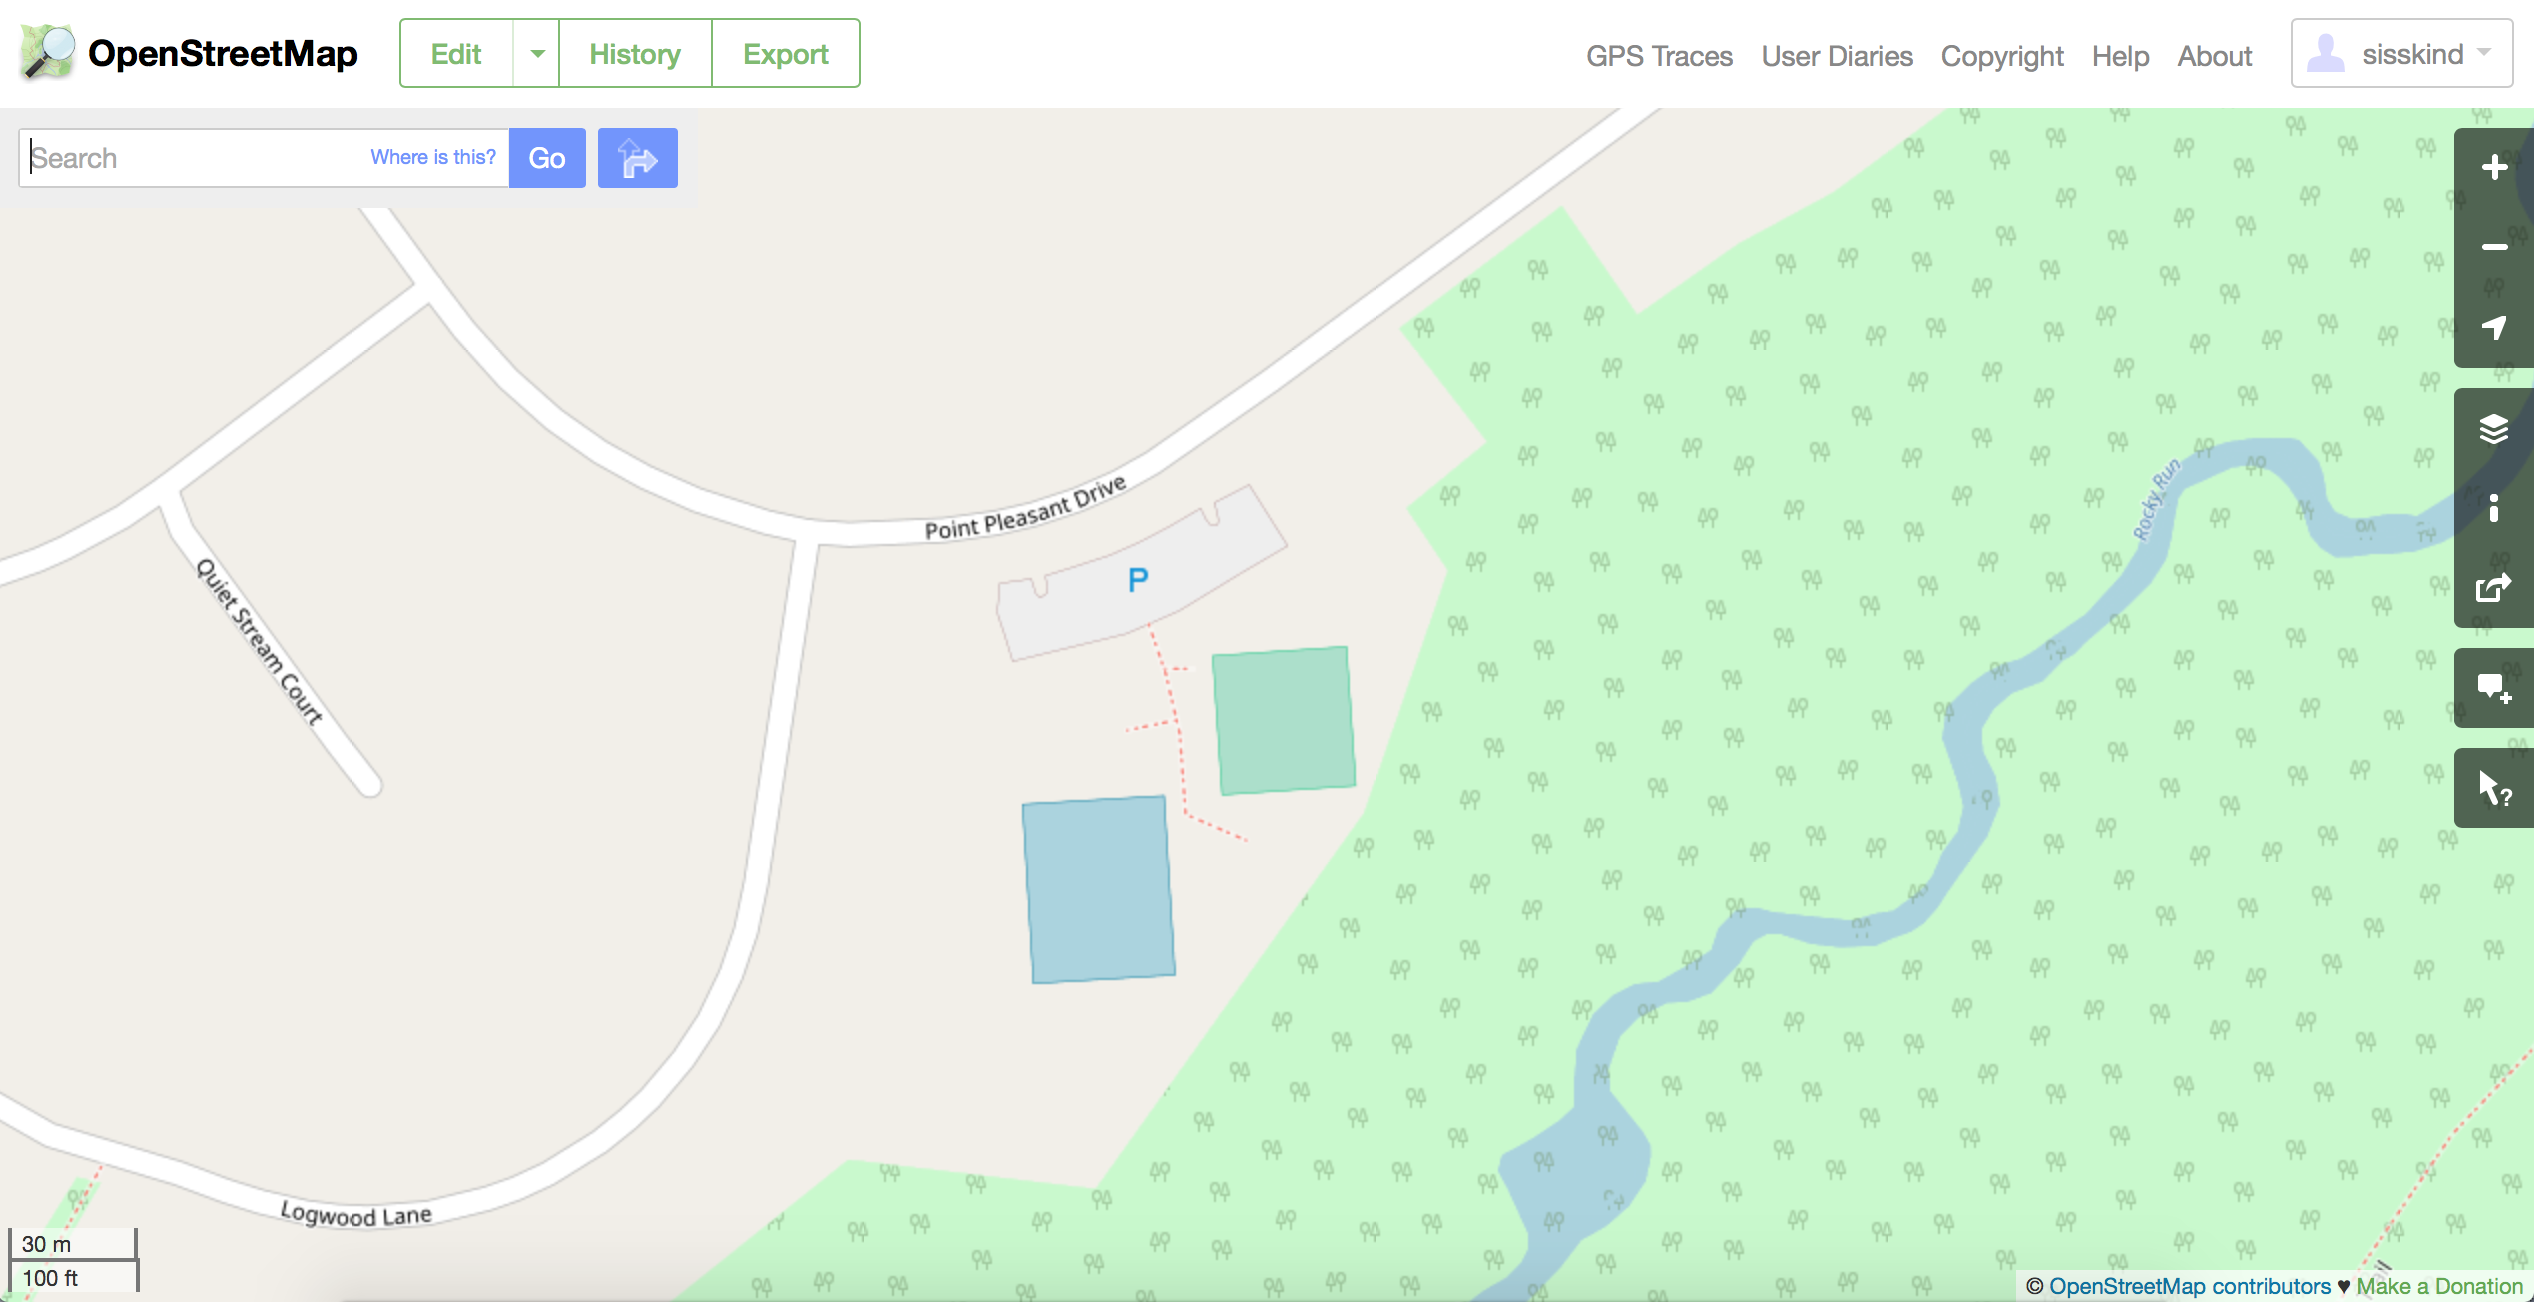 OpenStreetMap
Edit
History
Export
GPS Traces
User Diaries
Copyright
Help
About
sisskind
Search
Where is this?
Go
Point Pleasant Drive
P
Rocky Run
Quiet Stream Court
Logwood Lane
30 m
100 ft
© OpenStreetMap contributors ♥ Make a Donation